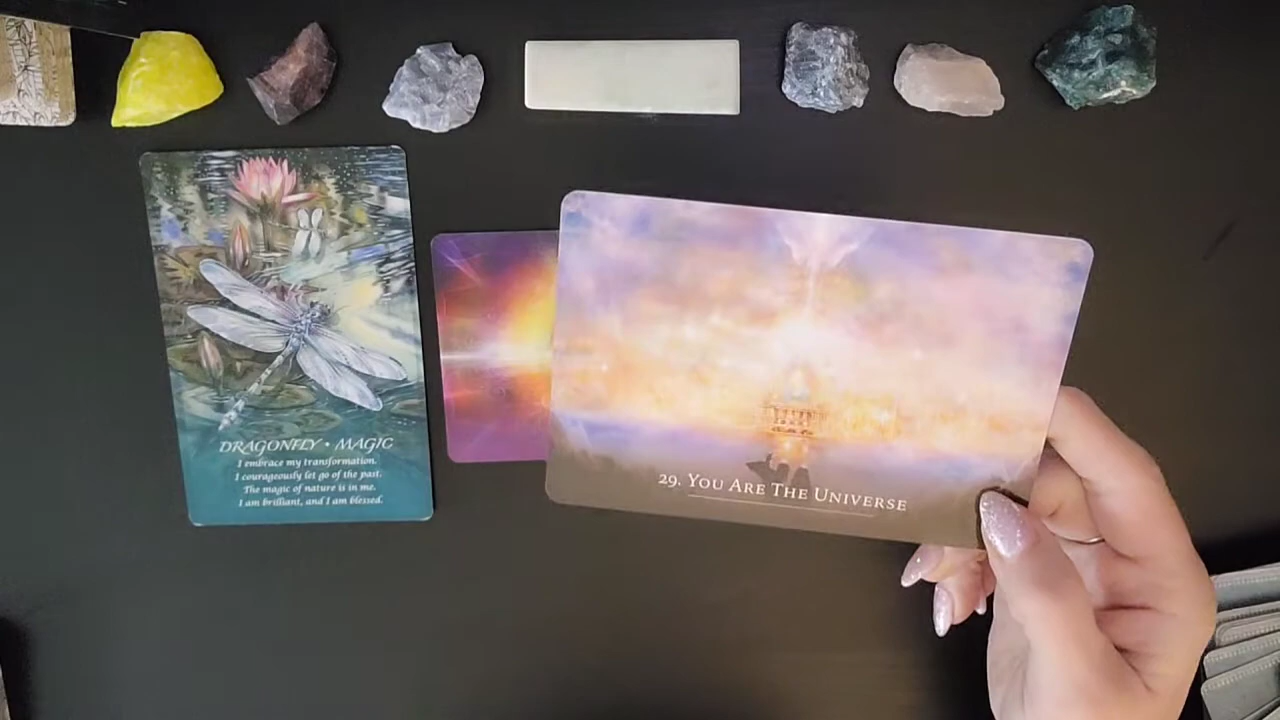 DRAGONFLY • MAGIC
I embrace my transformation.
I courageously let go of the past.
The magic of nature is in me.
I am brilliant, and I am blessed.
29. YOU ARE THE UNIVERSE